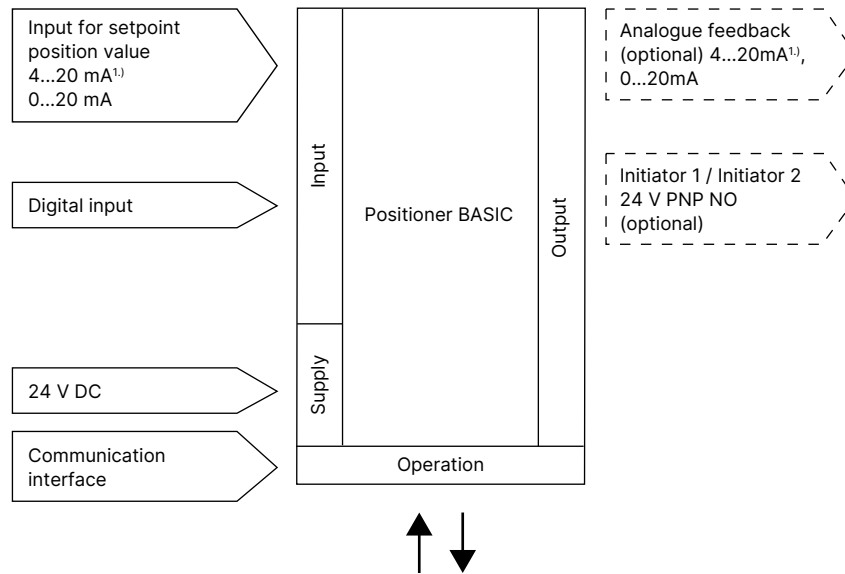 Input for setpoint
position value
4...20 mA¹·⁾
0...20 mA
Digital input
24 V DC
Communication
interface
Input
Supply
Positioner BASIC
Output
Operation
Analogue feedback
(optional) 4...20mA¹·⁾,
0...20mA
Initiator 1 / Initiator 2
24 V PNP NO
(optional)